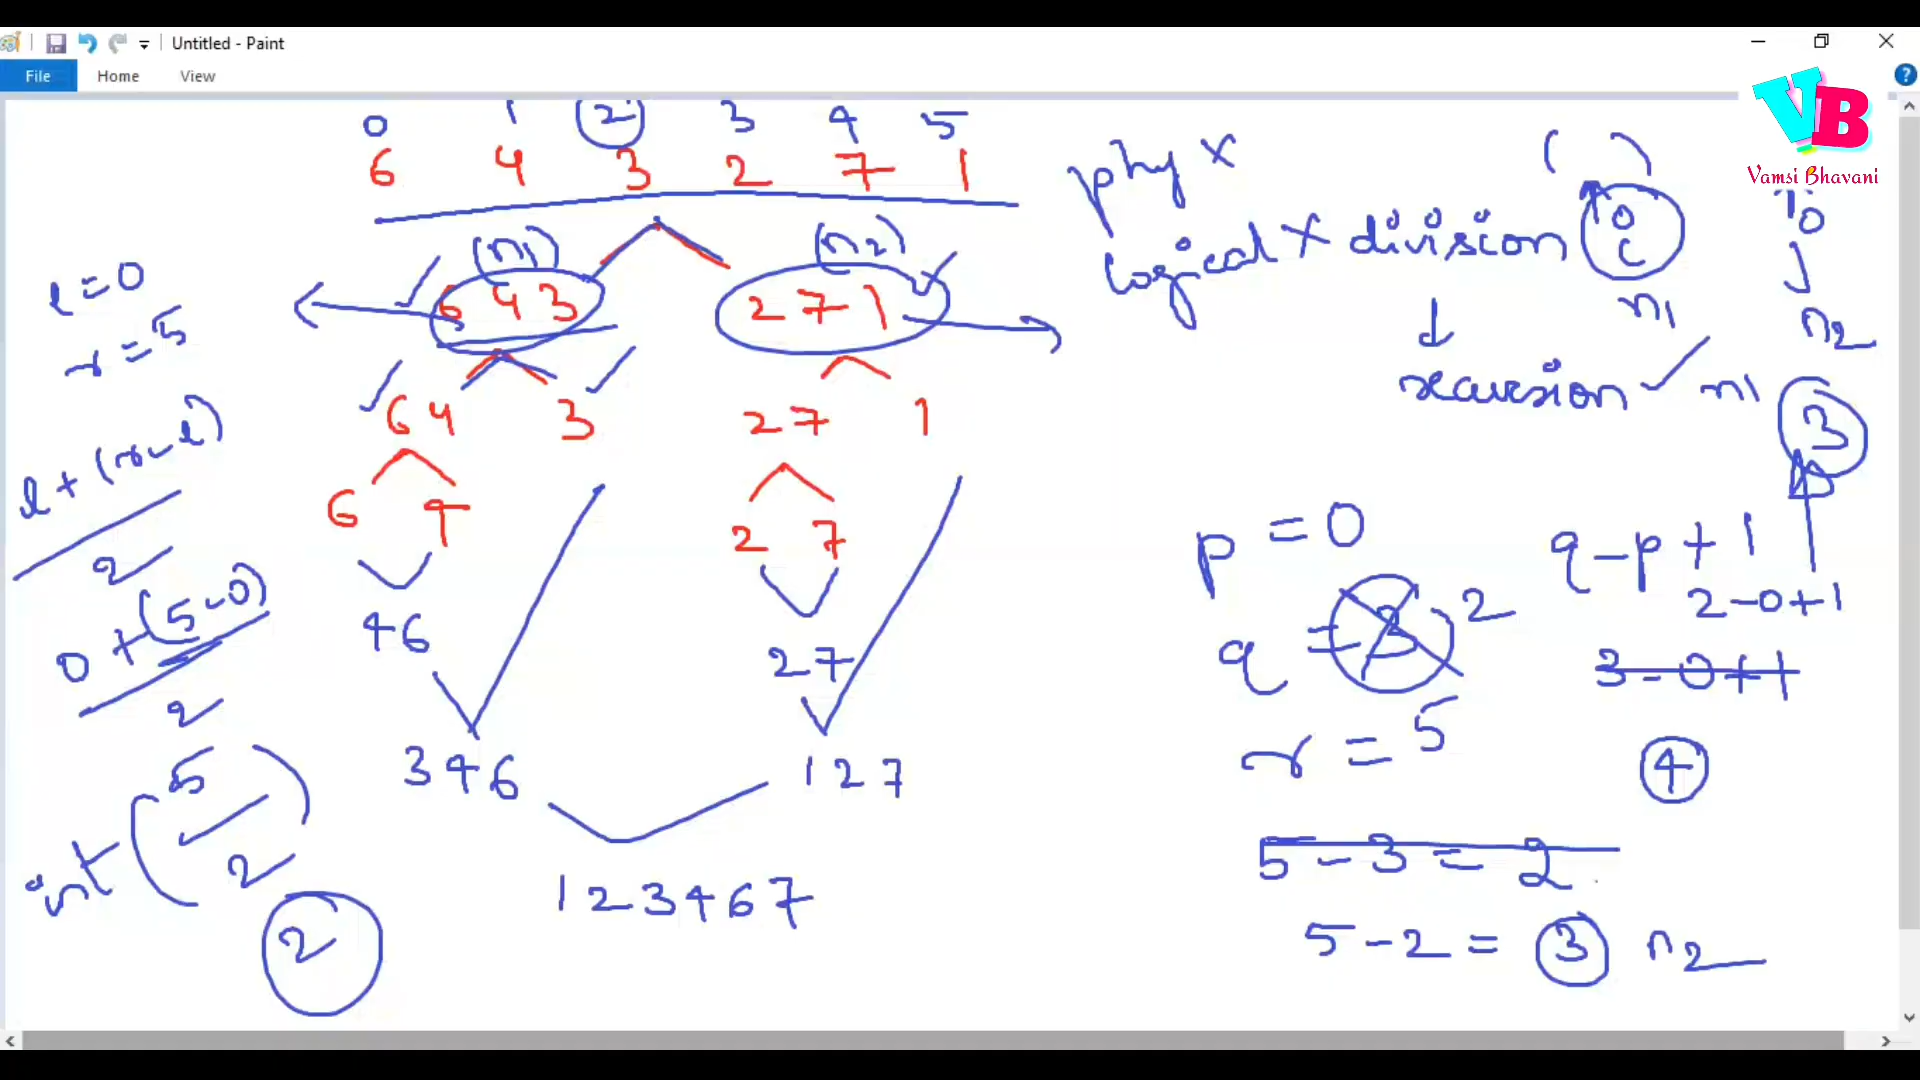 Untitled - Paint
File Home View
VB
Vamsi Bhavani
0 1 2 3 4 5
6 4 3 2 7 1
phy x
( )
logical x division
0
i
10
j
n1
n2
(n1) (n2)
6 4 3 2 7 1
recursion
n1
3
l = 0
r = 5
6 4 3 2 7 1
6 4 2 7
l + (r - l)
2
0 + (5 - 0)
2
int (5
2)
2
46 27
346 127
123467
p = 0
q - p + 1
2 - 0 + 1
q = 3 2
3 - 0 + 1
r = 5
4
5 - 3 = 2
5 - 2 = 3 n2